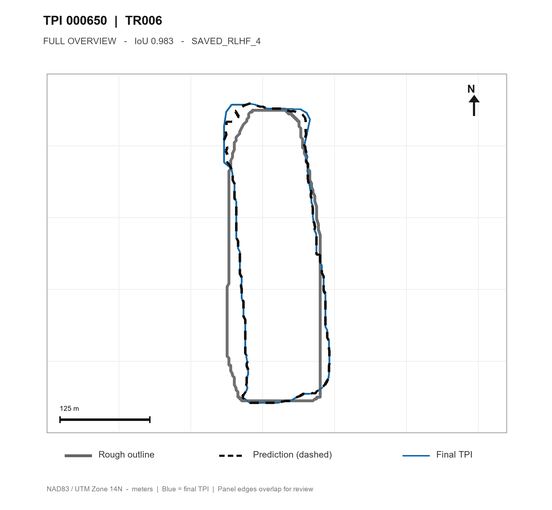 TPI 000650 | TR006
FULL OVERVIEW - IoU 0.983 - SAVED_RLHF_4
N
125 m
Rough outline Prediction (dashed) Final TPI
NAD83 / UTM Zone 14N - meters | Blue = final TPI | Panel edges overlap for review